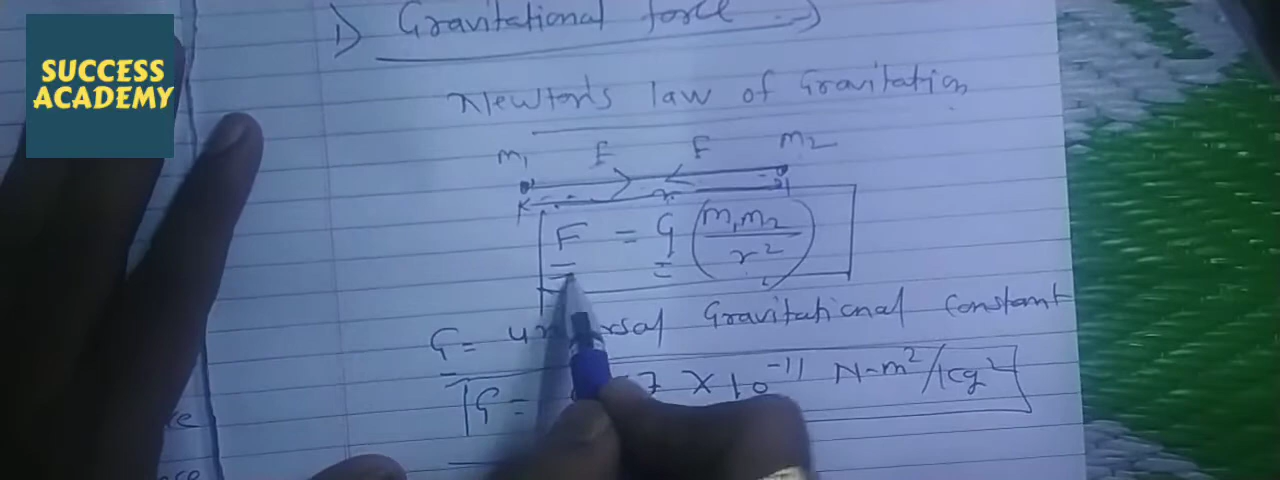 SUCCESS
ACADEMY
1) Gravitational force :-)
Newton's law of Gravitation
m1 F F m2
r
F = G (m1m2/r²)
G = Gravitational Constant
G = 7 × 10⁻¹¹ N-m²/kg²